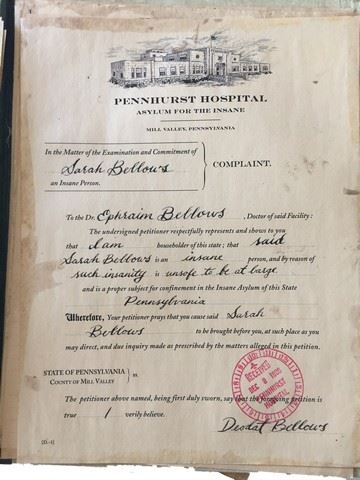 PENNHURST HOSPITAL
ASYLUM FOR THE INSANE
MILL VALLEY, PENNSYLVANIA
In the Matter of the Examination and Commitment of
Sarah Bellows
an Insane Person.
COMPLAINT.
To the Dr. Ephraim Bellows, Doctor of said Facility:
The undersigned petitioner respectfully represents and shows to you
that I am householder of this state; that said
Sarah Bellows is an insane person, and by reason of
such insanity is unsafe to be at large
and is a proper subject for confinement in the Insane Asylum of this State
Pennsylvania
Wherefore, Your petitioner prays that you cause said Sarah
Bellows to be brought before you, at such place as you
may direct, and due inquiry made as prescribed by the matters alleged in this petition.
STATE OF PENNSYLVANIA
COUNTY OF MILL VALLEY
ss.
The petitioner above named, being first duly sworn, say that the foregoing petition is
true I verily believe.
RECEIVED
DEC 8
PENNHURST
HOSPITAL
Deodat Bellows